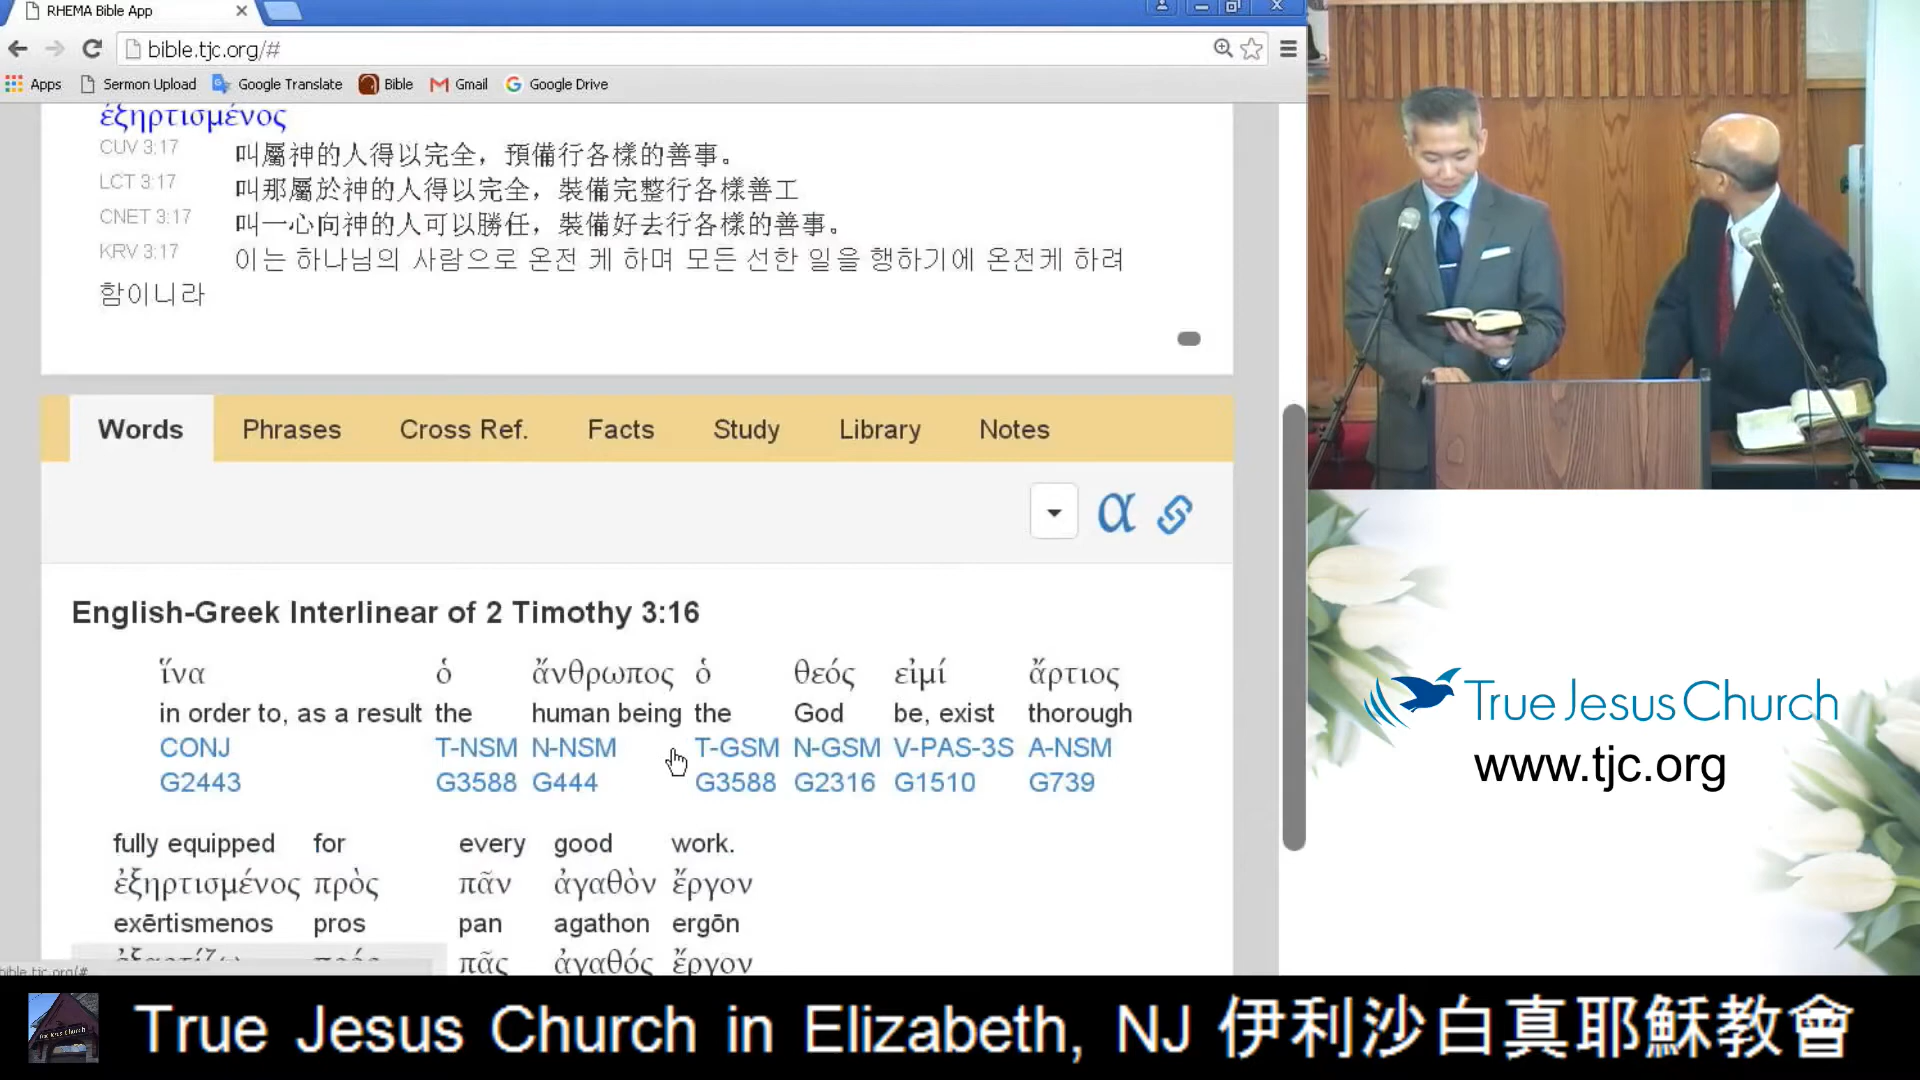 RHEMA Bible App
bible.tjc.org/#
Apps
Sermon Upload
Google Translate
Bible
Gmail
Google Drive
ἐξηρτισμένος
CUV 3:17 叫屬神的人得以完全，預備行各樣的善事。
LCT 3:17 叫那屬於神的人得以完全，裝備完整行各樣善工
CNET 3:17 叫一心向神的人可以勝任，裝備好去行各樣的善事。
KRV 3:17 이는 하나님의 사람으로 온전 케 하며 모든 선한 일을 행하기에 온전케 하려
함이니라
Words Phrases Cross Ref. Facts Study Library Notes
α
English-Greek Interlinear of 2 Timothy 3:16
ἵνα ὁ ἄνθρωπος ὁ θεός εἰμί ἄρτιος
in order to, as a result the human being the God be, exist thorough
CONJ T-NSM N-NSM T-GSM N-GSM V-PAS-3S A-NSM
G2443 G3588 G444 G3588 G2316 G1510 G739
fully equipped for every good work.
ἐξηρτισμένος πρὸς πᾶν ἀγαθὸν ἔργον
exērtismenos pros pan agathon ergōn
ἐξαρτίζω πρός πᾶς ἀγαθός ἔργον
bible.tjc.org/#
True Jesus Church
www.tjc.org
True Jesus Church in Elizabeth, NJ 伊利沙白真耶穌教會